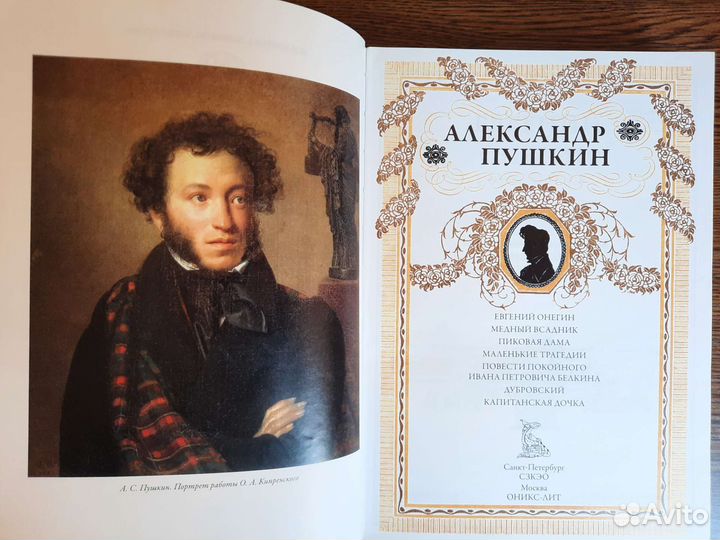 А. С. Пушкин. Портрет работы О. А. Кипренского
АЛЕКСАНДР
ПУШКИН
ЕВГЕНИЙ ОНЕГИН
МЕДНЫЙ ВСАДНИК
ПИКОВАЯ ДАМА
МАЛЕНЬКИЕ ТРАГЕДИИ
ПОВЕСТИ ПОКОЙНОГО
ИВАНА ПЕТРОВИЧА БЕЛКИНА
ДУБРОВСКИЙ
КАПИТАНСКАЯ ДОЧКА
Санкт-Петербург
СЗКЭО
Москва
ОНИКС-ЛИТ
Avito